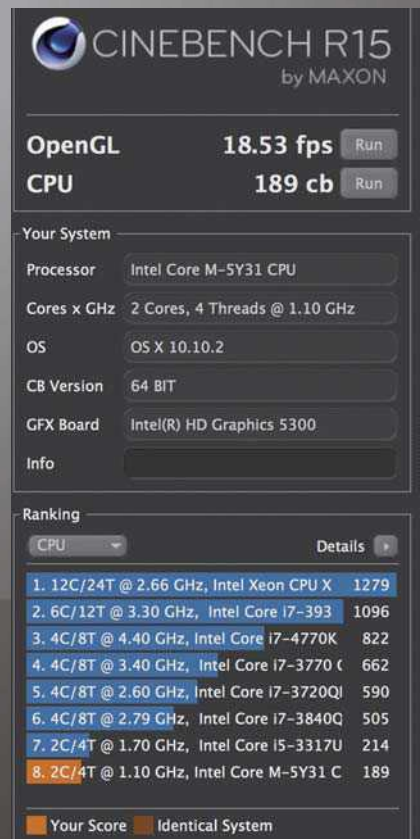 CINEBENCH R15
by MAXON
OpenGL 18.53 fps Run
CPU 189 cb Run
Your System
Processor Intel Core M-5Y31 CPU
Cores x GHz 2 Cores, 4 Threads @ 1.10 GHz
OS OS X 10.10.2
CB Version 64 BIT
GFX Board Intel(R) HD Graphics 5300
Info
Ranking
CPU Details
1. 12C/24T @ 2.66 GHz, Intel Xeon CPU X 1279
2. 6C/12T @ 3.30 GHz, Intel Core i7-393 1096
3. 4C/8T @ 4.40 GHz, Intel Core i7-4770K 822
4. 4C/8T @ 3.40 GHz, Intel Core i7-3770 ( 662
5. 4C/8T @ 2.60 GHz, Intel Core i7-3720QI 590
6. 4C/8T @ 2.79 GHz, Intel Core i7-3840Q 505
7. 2C/4T @ 1.70 GHz, Intel Core i5-3317U 214
8. 2C/4T @ 1.10 GHz, Intel Core M-5Y31 C 189
Your Score Identical System